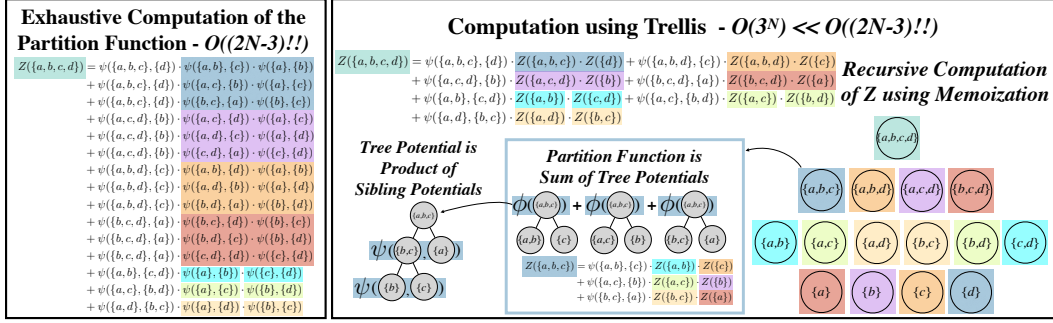 Exhaustive Computation of the
Partition Function - O((2N-3)!!)
Z({a,b,c,d}) = ψ({a,b,c},{d}) · ψ({a,b},{c}) · ψ({a},{b})
+ ψ({a,b,c},{d}) · ψ({a,c},{b}) · ψ({a},{c})
+ ψ({a,b,c},{d}) · ψ({b,c},{a}) · ψ({b},{c})
+ ψ({a,c,d},{b}) · ψ({a,c},{d}) · ψ({a},{c})
+ ψ({a,c,d},{b}) · ψ({a,d},{c}) · ψ({a},{d})
+ ψ({a,c,d},{b}) · ψ({c,d},{a}) · ψ({c},{d})
+ ψ({a,b,d},{c}) · ψ({a,b},{d}) · ψ({a},{b})
+ ψ({a,b,d},{c}) · ψ({a,d},{b}) · ψ({a},{d})
+ ψ({a,b,d},{c}) · ψ({b,d},{a}) · ψ({b},{d})
+ ψ({b,c,d},{a}) · ψ({b,c},{d}) · ψ({b},{c})
+ ψ({b,c,d},{a}) · ψ({b,d},{c}) · ψ({b},{d})
+ ψ({b,c,d},{a}) · ψ({c,d},{b}) · ψ({c},{d})
+ ψ({a,b},{c,d}) · ψ({a},{b}) · ψ({c},{d})
+ ψ({a,c},{b,d}) · ψ({a},{c}) · ψ({b},{d})
+ ψ({a,d},{b,c}) · ψ({a},{d}) · ψ({b},{c})
Computation using Trellis - O(3ᴺ) << O((2N-3)!!)
Z({a,b,c,d}) = ψ({a,b,c},{d}) · Z({a,b,c}) · Z({d}) + ψ({a,b,d},{c}) · Z({a,b,d}) · Z({c})
+ ψ({a,c,d},{b}) · Z({a,c,d}) · Z({b}) + ψ({b,c,d},{a}) · Z({b,c,d}) · Z({a})
+ ψ({a,b},{c,d}) · Z({a,b}) · Z({c,d}) + ψ({a,c},{b,d}) · Z({a,c}) · Z({b,d})
+ ψ({a,d},{b,c}) · Z({a,d}) · Z({b,c})
Recursive Computation
of Z using Memoization
Tree Potential is
Product of
Sibling Potentials
{a,b,c}
ψ({b,c}, {a})
ψ({b}, {c})
Partition Function is
Sum of Tree Potentials
ϕ({a,b,c}) + ϕ({a,b,c}) + ϕ({a,b,c})
{a,b} {c} {a,c} {b} {b,c} {a}
Z({a,b,c}) = ψ({a,b},{c}) · Z({a,b}) · Z({c})
+ ψ({a,c},{b}) · Z({a,c}) · Z({b})
+ ψ({b,c},{a}) · Z({b,c}) · Z({a})
{a,b,c,d}
{a,b,c} {a,b,d} {a,c,d} {b,c,d}
{a,b} {a,c} {a,d} {b,c} {b,d} {c,d}
{a} {b} {c} {d}